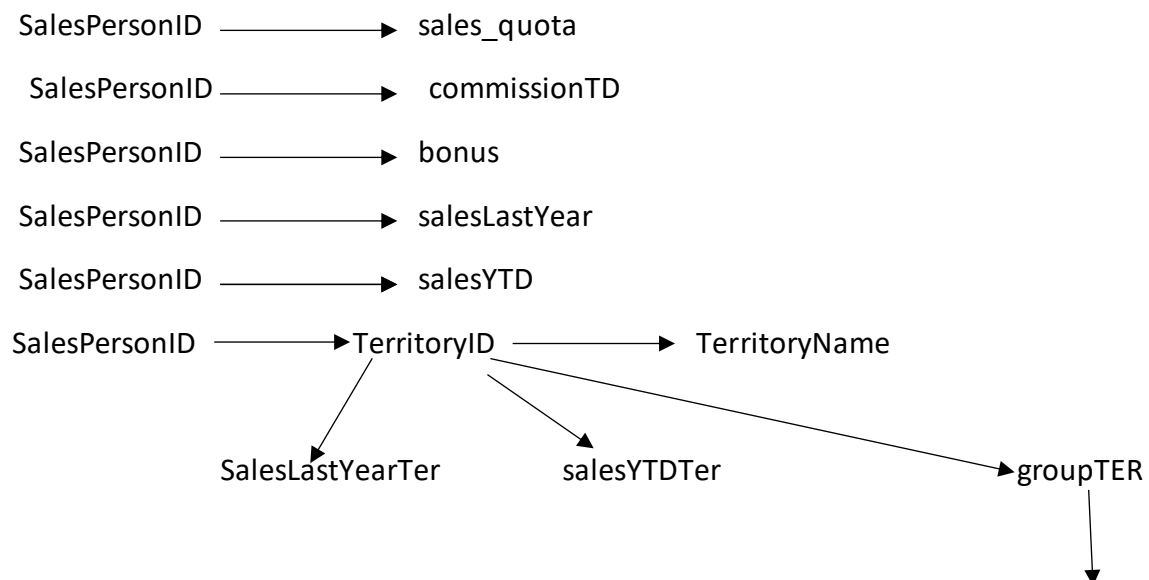 SalesPersonID sales_quota
SalesPersonID commissionTD
SalesPersonID bonus
SalesPersonID salesLastYear
SalesPersonID salesYTD
SalesPersonID TerritoryID TerritoryName
SalesLastYearTer salesYTDTer groupTER